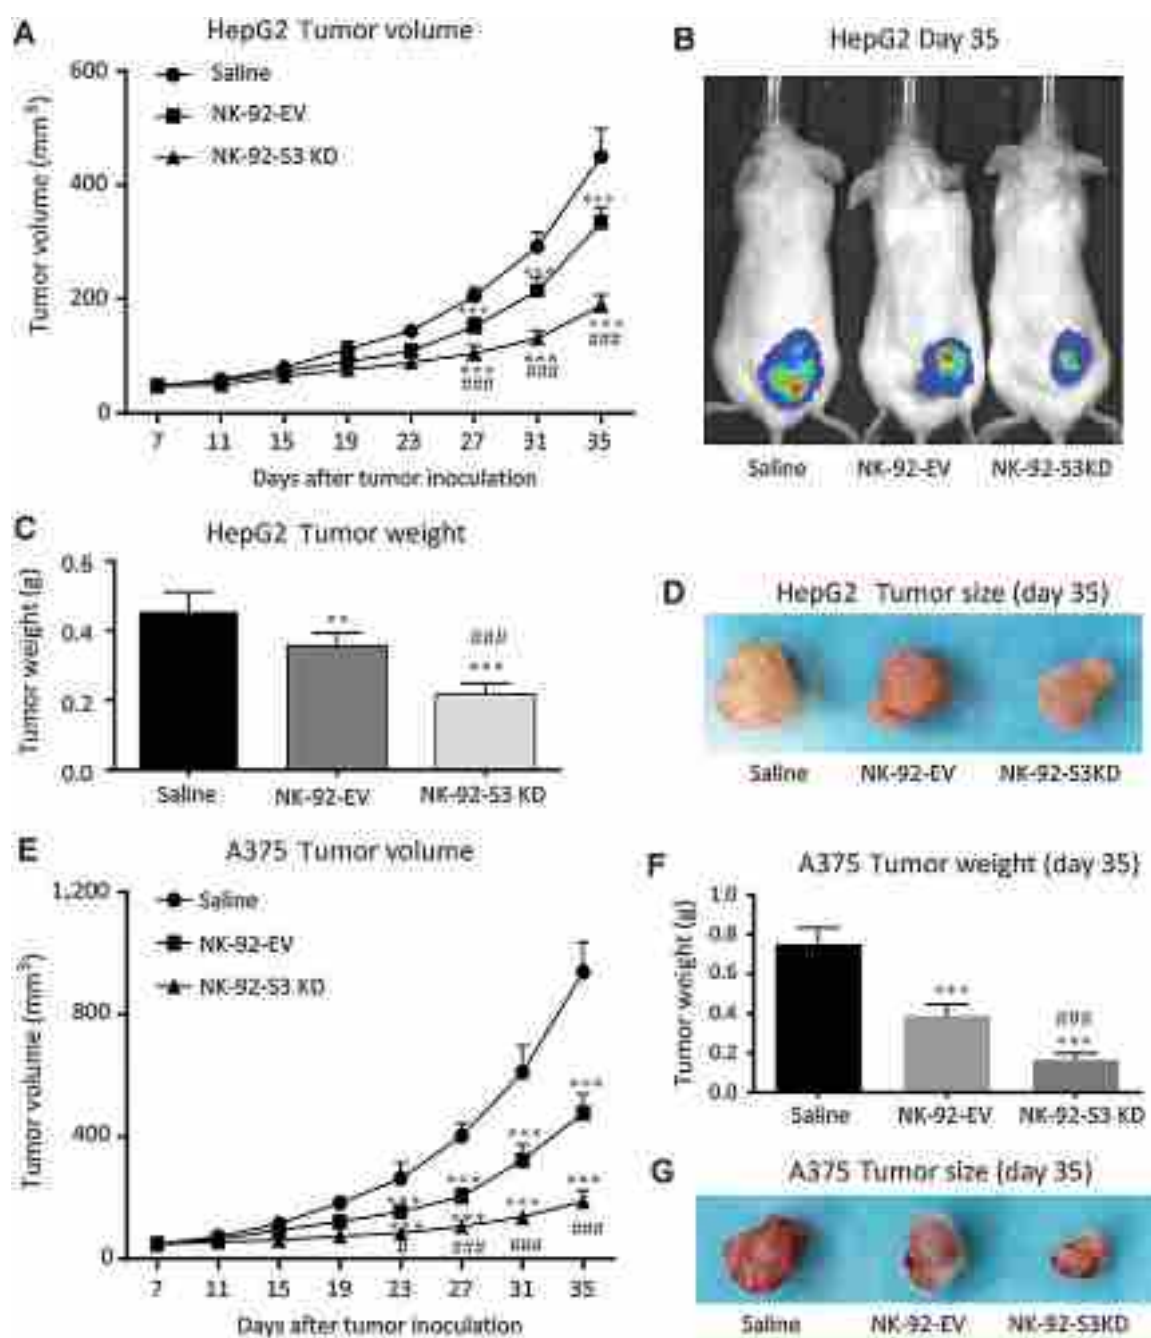 A
HepG2 Tumor volume
600
400
200
0
Tumor volume (mm³)
Saline
NK-92-EV
NK-92-S3 KD
***
***
***
***
###
***
###
***
###
7 11 15 19 23 27 31 35
Days after tumor inoculation
B
HepG2 Day 35
Saline NK-92-EV NK-92-S3KD
C
HepG2 Tumor weight
0.6
0.4
0.2
0.0
Tumor weight (g)
**
###
***
Saline NK-92-EV NK-92-S3 KD
D
HepG2 Tumor size (day 35)
Saline NK-92-EV NK-92-S3KD
E
A375 Tumor volume
1,200
800
400
0
Tumor volume (mm³)
Saline
NK-92-EV
NK-92-S3 KD
***
***
***
***
***
#
***
###
***
###
***
###
7 11 15 19 23 27 31 35
Days after tumor inoculation
F
A375 Tumor weight (day 35)
1.0
0.8
0.6
0.4
0.2
0.0
Tumor weight (g)
***
###
***
Saline NK-92-EV NK-92-S3 KD
G
A375 Tumor size (day 35)
Saline NK-92-EV NK-92-S3KD